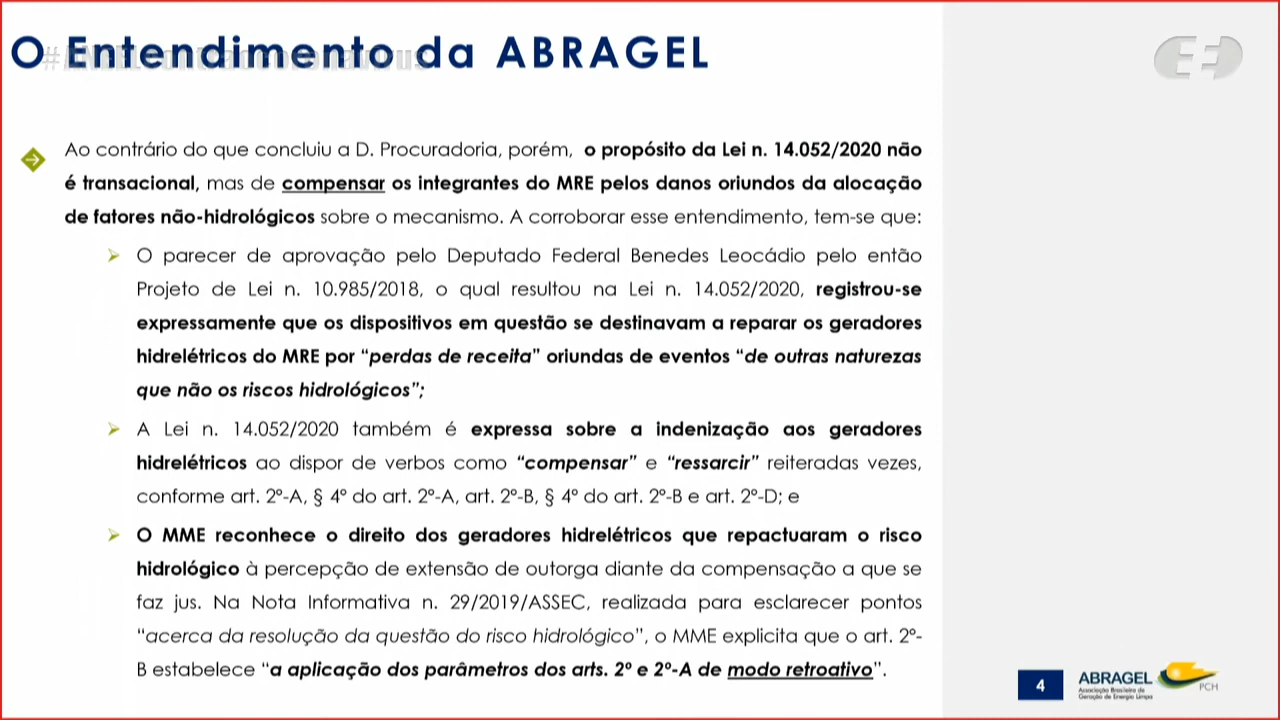 O Entendimento da ABRAGEL
Ao contrário do que concluiu a D. Procuradoria, porém, o propósito da Lei n. 14.052/2020 não
é transacional, mas de compensar os integrantes do MRE pelos danos oriundos da alocação
de fatores não-hidrológicos sobre o mecanismo. A corroborar esse entendimento, tem-se que:
O parecer de aprovação pelo Deputado Federal Benedes Leocádio pelo então
Projeto de Lei n. 10.985/2018, o qual resultou na Lei n. 14.052/2020, registrou-se
expressamente que os dispositivos em questão se destinavam a reparar os geradores
hidrelétricos do MRE por “perdas de receita” oriundas de eventos “de outras naturezas
que não os riscos hidrológicos”;
A Lei n. 14.052/2020 também é expressa sobre a indenização aos geradores
hidrelétricos ao dispor de verbos como “compensar” e “ressarcir” reiteradas vezes,
conforme art. 2º-A, § 4º do art. 2º-A, art. 2º-B, § 4º do art. 2º-B e art. 2º-D; e
O MME reconhece o direito dos geradores hidrelétricos que repactuaram o risco
hidrológico à percepção de extensão de outorga diante da compensação a que se
faz jus. Na Nota Informativa n. 29/2019/ASSEC, realizada para esclarecer pontos
“acerca da resolução da questão do risco hidrológico”, o MME explicita que o art. 2º-
B estabelece “a aplicação dos parâmetros dos arts. 2º e 2º-A de modo retroativo”.
4
ABRAGEL
Associação Brasileira de
Geração de Energia Limpa
PCH